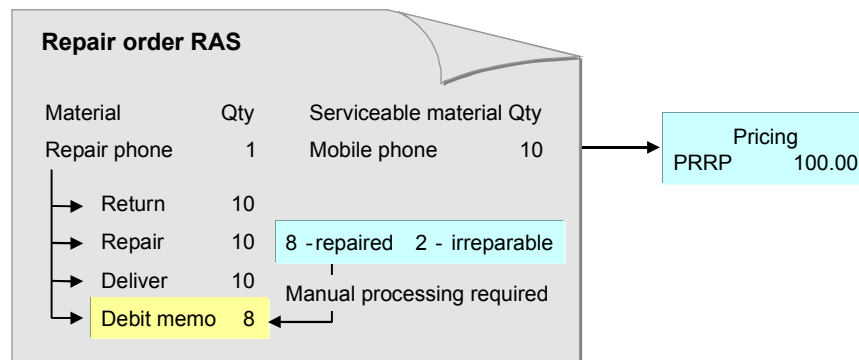 Repair order RAS
Material Qty Serviceable material Qty
Repair phone 1 Mobile phone 10
Pricing
PRRP 100.00
Return 10
Repair 10 8 - repaired 2 - irreparable
Deliver 10
Manual processing required
Debit memo 8